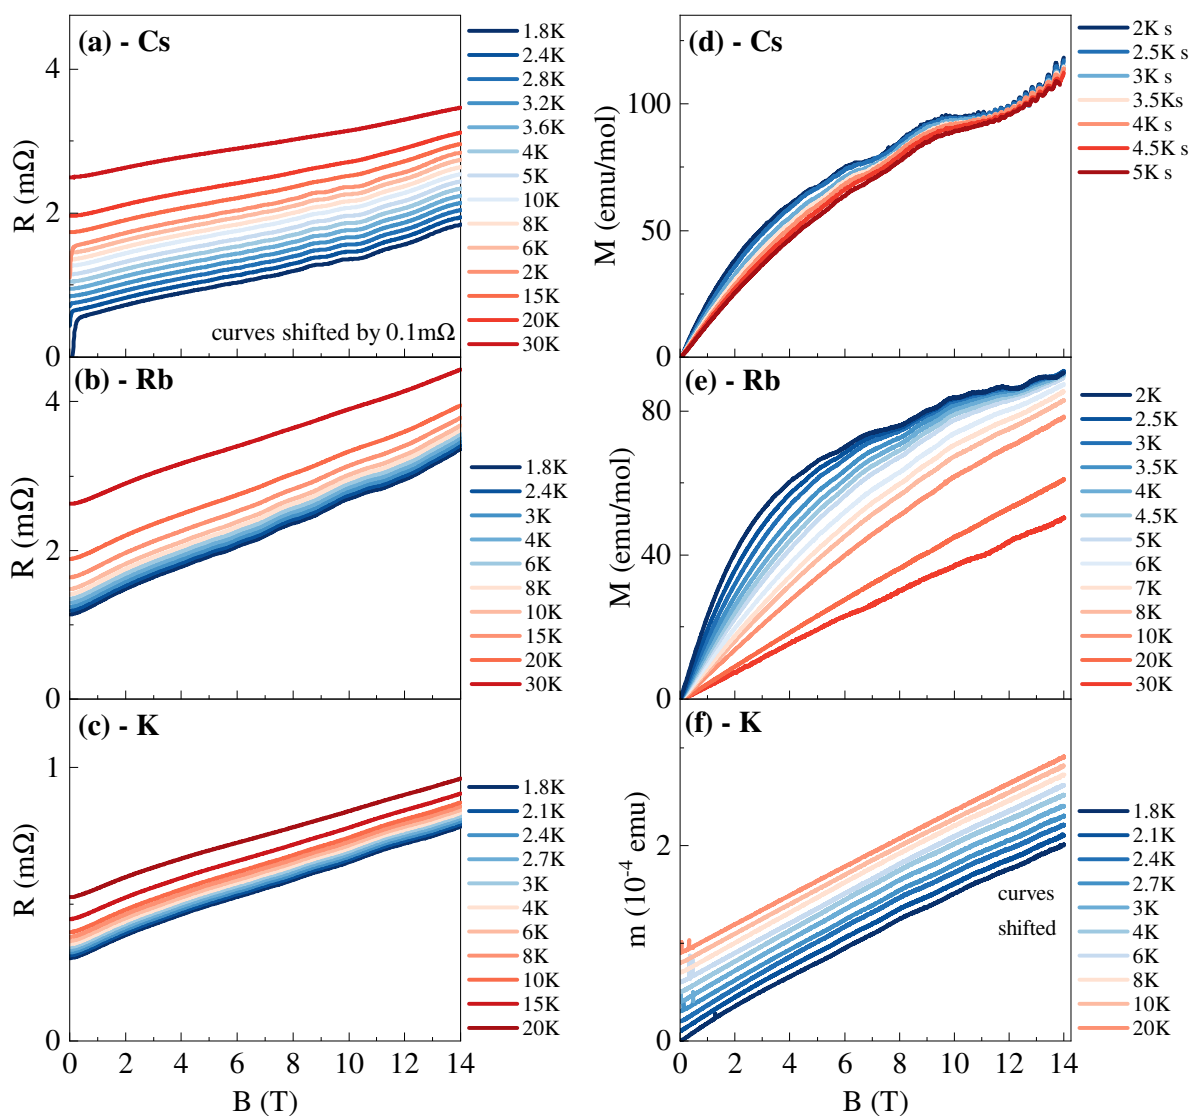 (a) - Cs
R (mΩ)
4
2
0
curves shifted by 0.1mΩ
1.8K
2.4K
2.8K
3.2K
3.6K
4K
5K
10K
8K
6K
2K
15K
20K
30K
(b) - Rb
R (mΩ)
4
2
0
1.8K
2.4K
3K
4K
6K
8K
10K
15K
20K
30K
(c) - K
R (mΩ)
1
0
0 2 4 6 8 10 12 14
B (T)
1.8K
2.1K
2.4K
2.7K
3K
4K
6K
8K
10K
15K
20K
(d) - Cs
M (emu/mol)
100
50
0
2K s
2.5K s
3K s
3.5Ks
4K s
4.5K s
5K s
(e) - Rb
M (emu/mol)
80
40
0
2K
2.5K
3K
3.5K
4K
4.5K
5K
6K
7K
8K
10K
20K
30K
(f) - K
m (10⁻⁴ emu)
2
0
curves
shifted
0 2 4 6 8 10 12 14
B (T)
1.8K
2.1K
2.4K
2.7K
3K
4K
6K
8K
10K
20K